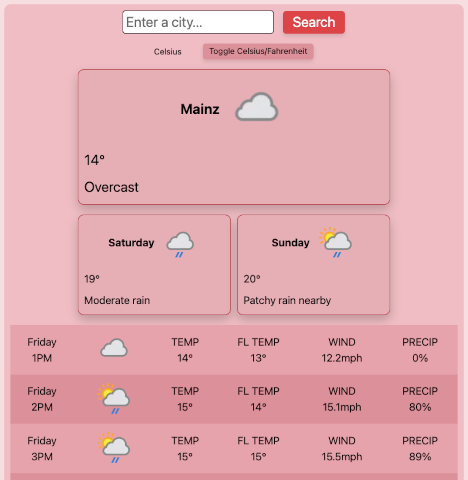 Enter a city...
Search
Celsius
Toggle Celsius/Fahrenheit
Mainz
14°
Overcast
Saturday
19°
Moderate rain
Sunday
20°
Patchy rain nearby
Friday TEMP FL TEMP WIND PRECIP
1PM 14° 13° 12.2mph 0%
Friday TEMP FL TEMP WIND PRECIP
2PM 15° 14° 15.1mph 80%
Friday TEMP FL TEMP WIND PRECIP
3PM 15° 15° 15.5mph 89%